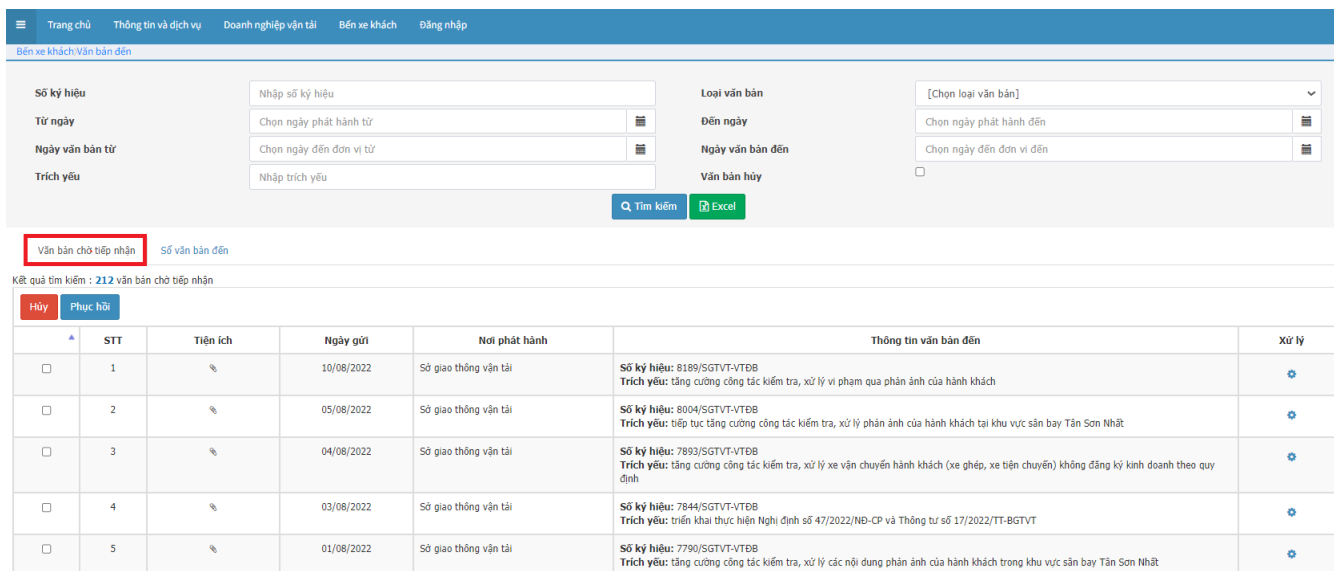 Trang chủ Thông tin và dịch vụ Doanh nghiệp vận tải Bến xe khách Đăng nhập
Bến xe khách\Văn bản đến
Số ký hiệu Nhập số ký hiệu Loại văn bản [Chọn loại văn bản]
Từ ngày Chọn ngày phát hành từ Đến ngày Chọn ngày phát hành đến
Ngày văn bản từ Chọn ngày đến đơn vị từ Ngày văn bản đến Chọn ngày đến đơn vi đến
Trích yếu Nhập trích yếu Văn bản hủy
Tìm kiếm Excel
Văn bản chờ tiếp nhận Sổ văn bản đến
Kết quả tìm kiếm : 212 văn bản chờ tiếp nhận
Hủy Phục hồi
STT Tiện ích Ngày gửi Nơi phát hành Thông tin văn bản đến Xử lý
1 10/08/2022 Sở giao thông vận tải Số ký hiệu: 8189/SGTVT-VTĐB
Trích yếu: tăng cường công tác kiểm tra, xử lý vi phạm qua phản ánh của hành khách
2 05/08/2022 Sở giao thông vận tải Số ký hiệu: 8004/SGTVT-VTĐB
Trích yếu: tiếp tục tăng cường công tác kiểm tra, xử lý phản ánh của hành khách tại khu vực sân bay Tân Sơn Nhất
3 04/08/2022 Sở giao thông vận tải Số ký hiệu: 7893/SGTVT-VTĐB
Trích yếu: tăng cường công tác kiểm tra, xử lý xe vận chuyển hành khách (xe ghép, xe tiện chuyến) không đăng ký kinh doanh theo quy
định
4 03/08/2022 Sở giao thông vận tải Số ký hiệu: 7844/SGTVT-VTĐB
Trích yếu: triển khai thực hiện Nghị định số 47/2022/NĐ-CP và Thông tư số 17/2022/TT-BGTVT
5 01/08/2022 Sở giao thông vận tải Số ký hiệu: 7790/SGTVT-VTĐB
Trích yếu: tăng cường công tác kiểm tra, xử lý các nội dung phản ánh của hành khách trong khu vực sân bay Tân Sơn Nhất